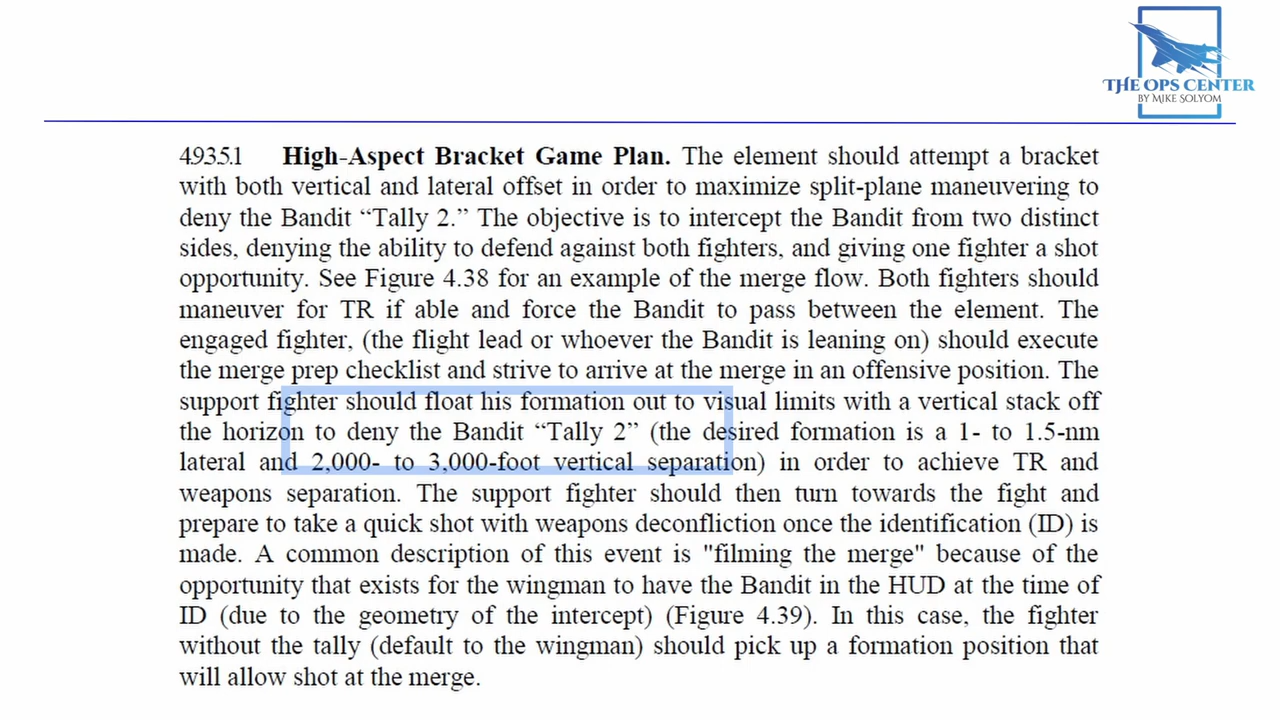 THE OPS CENTER
BY MIKE SOLYOM
4.9.3.5.1 High-Aspect Bracket Game Plan. The element should attempt a bracket
with both vertical and lateral offset in order to maximize split-plane maneuvering to
deny the Bandit “Tally 2.” The objective is to intercept the Bandit from two distinct
sides, denying the ability to defend against both fighters, and giving one fighter a shot
opportunity. See Figure 4.38 for an example of the merge flow. Both fighters should
maneuver for TR if able and force the Bandit to pass between the element. The
engaged fighter, (the flight lead or whoever the Bandit is leaning on) should execute
the merge prep checklist and strive to arrive at the merge in an offensive position. The
support fighter should float his formation out to visual limits with a vertical stack off
the horizon to deny the Bandit “Tally 2” (the desired formation is a 1- to 1.5-nm
lateral and 2,000- to 3,000-foot vertical separation) in order to achieve TR and
weapons separation. The support fighter should then turn towards the fight and
prepare to take a quick shot with weapons deconfliction once the identification (ID) is
made. A common description of this event is "filming the merge" because of the
opportunity that exists for the wingman to have the Bandit in the HUD at the time of
ID (due to the geometry of the intercept) (Figure 4.39). In this case, the fighter
without the tally (default to the wingman) should pick up a formation position that
will allow shot at the merge.